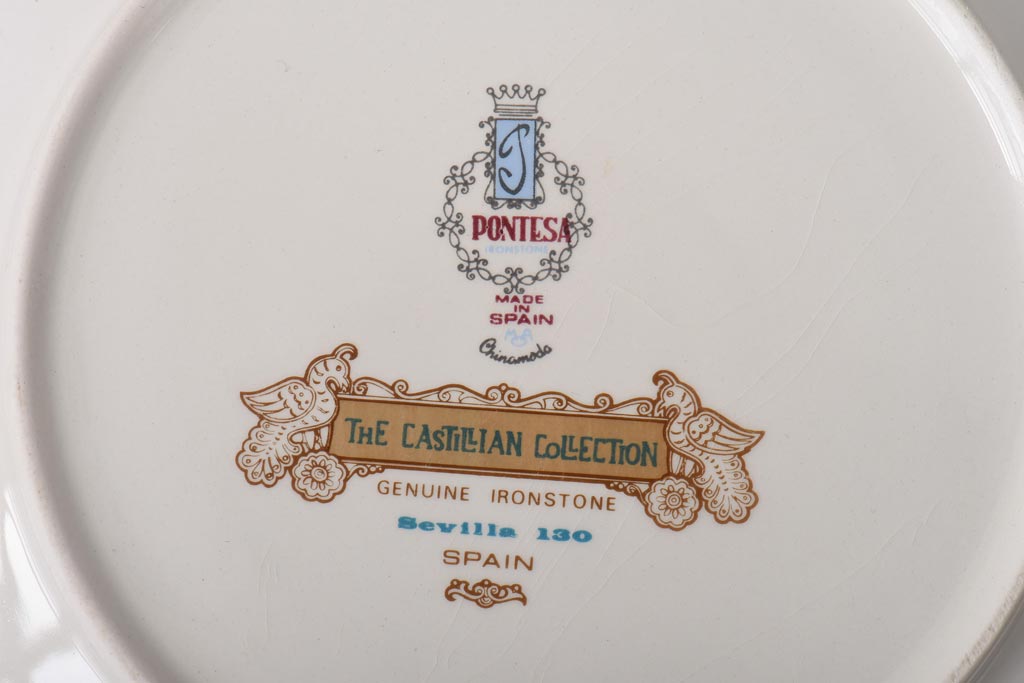 P
PONTESA
IRONSTONE
MADE
IN
SPAIN
Chinamoda
THE CASTILLIAN COLLECTION
GENUINE IRONSTONE
Sevilla 130
SPAIN